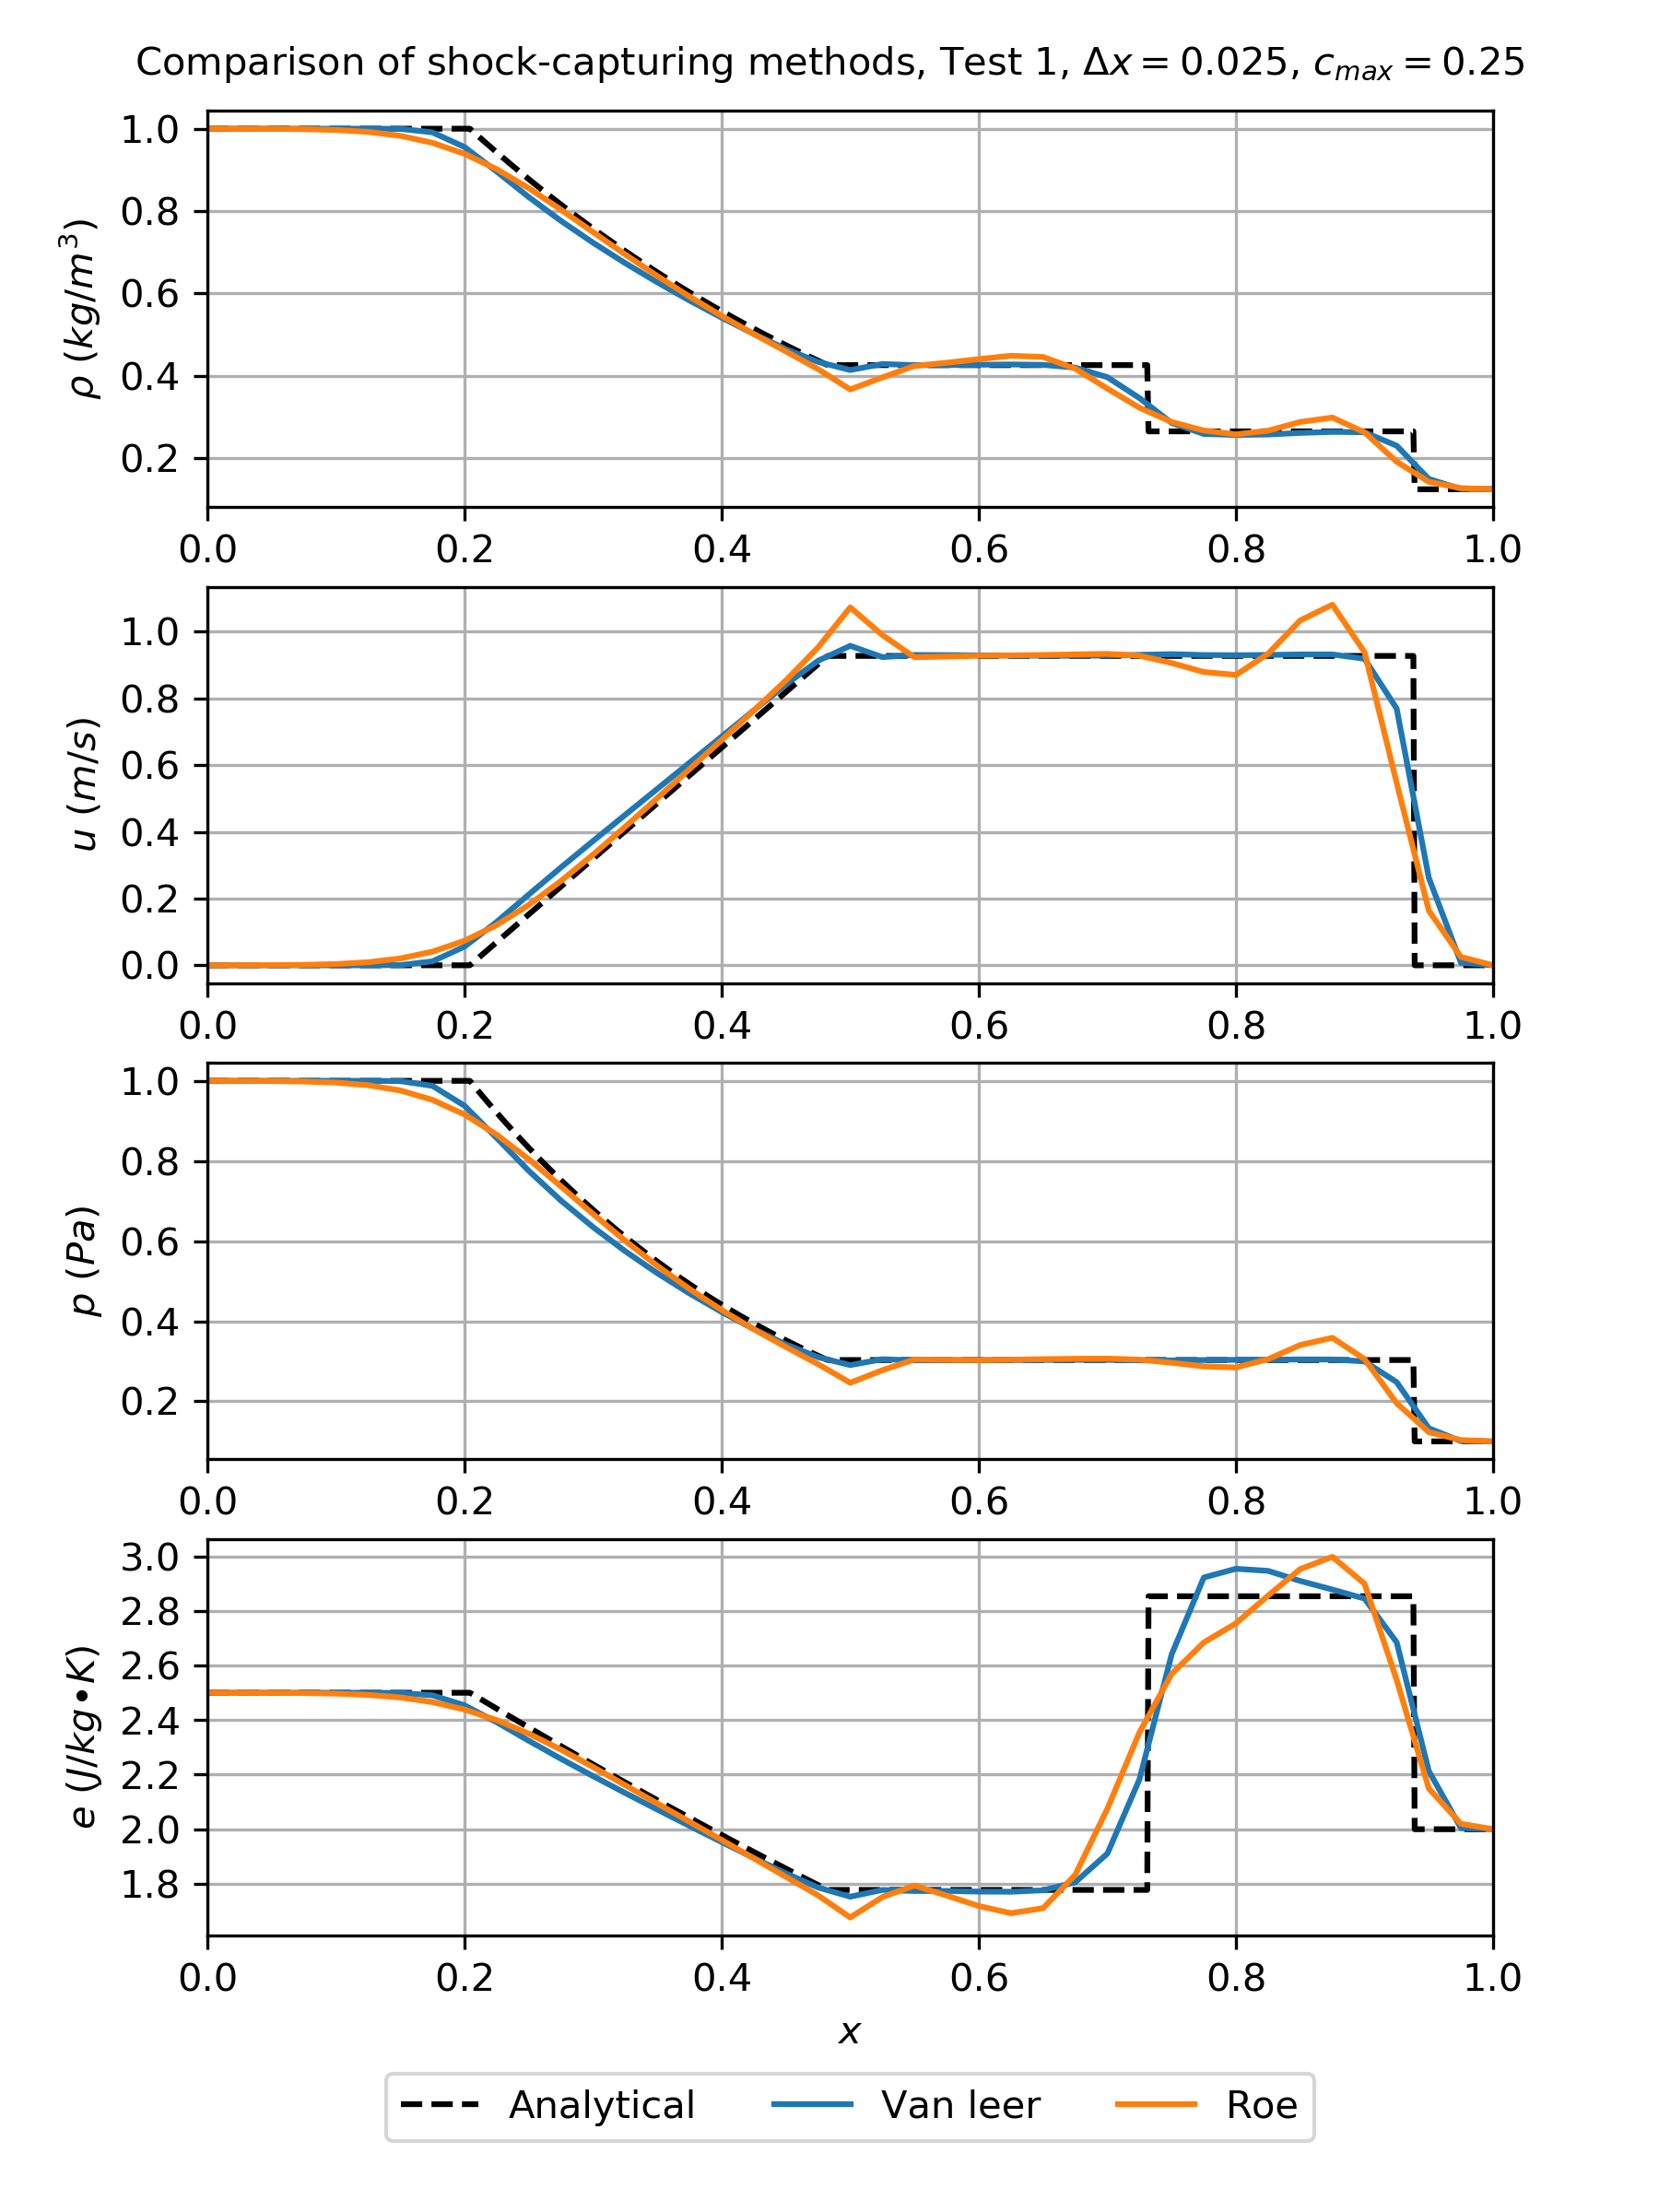 Comparison of shock-capturing methods, Test 1, Δx = 0.025, c_max = 0.25
1.0
0.8
0.6
0.4
0.2
ρ (kg/m³)
0.0 0.2 0.4 0.6 0.8 1.0
1.0
0.8
0.6
0.4
0.2
0.0
u (m/s)
0.0 0.2 0.4 0.6 0.8 1.0
1.0
0.8
0.6
0.4
0.2
p (Pa)
0.0 0.2 0.4 0.6 0.8 1.0
3.0
2.8
2.6
2.4
2.2
2.0
1.8
e (J/kg•K)
0.0 0.2 0.4 0.6 0.8 1.0
x
Analytical Van leer Roe